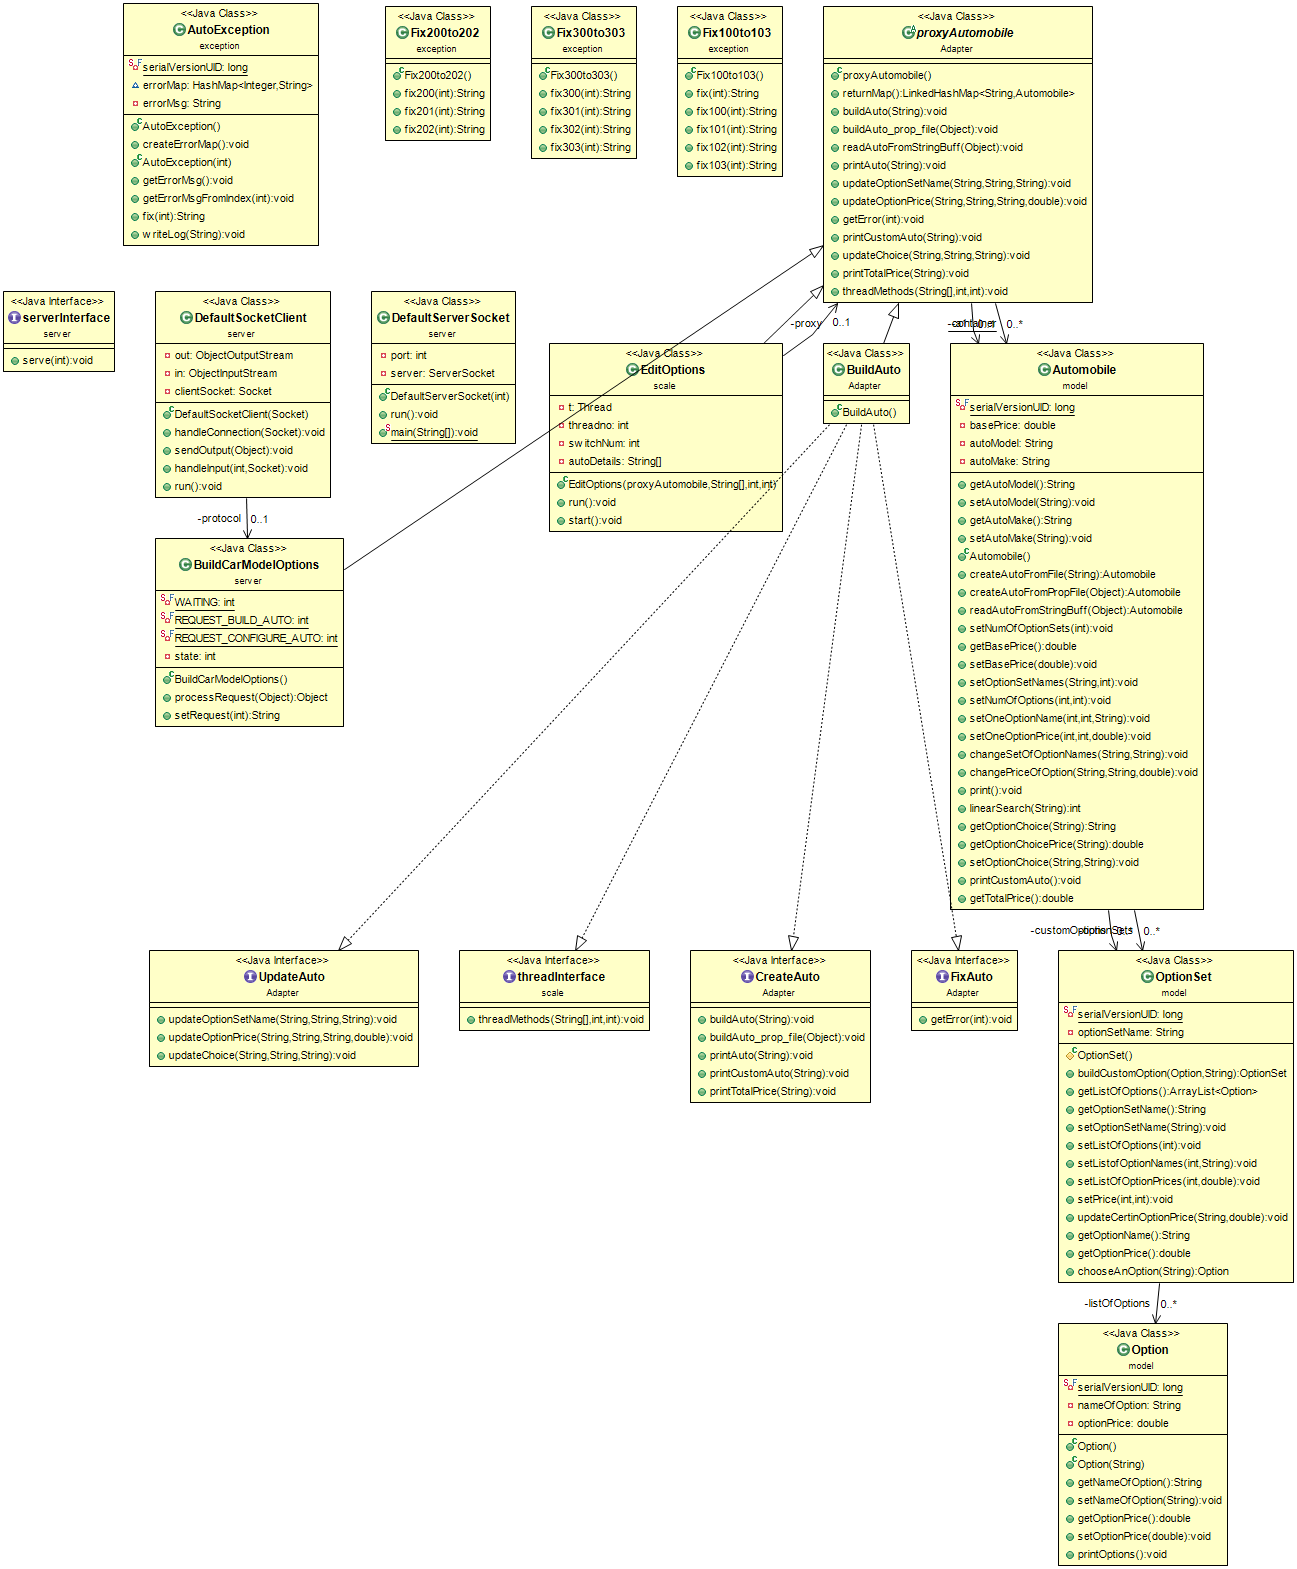 <<Java Class>>
AutoException
exception
serialVersionUID: long
errorMap: HashMap<Integer,String>
errorMsg: String
AutoException()
createErrorMap():void
AutoException(int)
getErrorMsg():void
getErrorMsgFromIndex(int):void
fix(int):String
writeLog(String):void
<<Java Class>>
Fix200to202
exception
Fix200to202()
fix200(int):String
fix201(int):String
fix202(int):String
<<Java Class>>
Fix300to303
exception
Fix300to303()
fix300(int):String
fix301(int):String
fix302(int):String
fix303(int):String
<<Java Class>>
Fix100to103
exception
Fix100to103()
fix(int):String
fix100(int):String
fix101(int):String
fix102(int):String
fix103(int):String
<<Java Class>>
proxyAutomobile
Adapter
proxyAutomobile()
returnMap():LinkedHashMap<String,Automobile>
buildAuto(String):void
buildAuto_prop_file(Object):void
readAutoFromStringBuff(Object):void
printAuto(String):void
updateOptionSetName(String,String,String):void
updateOptionPrice(String,String,String,double):void
getError(int):void
printCustomAuto(String):void
updateChoice(String,String,String):void
printTotalPrice(String):void
threadMethods(String[],int,int):void
<<Java Interface>>
serverInterface
server
serve(int):void
<<Java Class>>
DefaultSocketClient
server
out: ObjectOutputStream
in: ObjectInputStream
clientSocket: Socket
DefaultSocketClient(Socket)
handleConnection(Socket):void
sendOutput(Object):void
handleInput(int,Socket):void
run():void
<<Java Class>>
DefaultServerSocket
server
port: int
server: ServerSocket
DefaultServerSocket(int)
run():void
main(String[]):void
-proxy
0..1
0..*
<<Java Class>>
EditOptions
scale
t: Thread
threadno: int
switchNum: int
autoDetails: String[]
EditOptions(proxyAutomobile,String[],int,int)
run():void
start():void
<<Java Class>>
BuildAuto
Adapter
BuildAuto()
<<Java Class>>
Automobile
model
serialVersionUID: long
basePrice: double
autoModel: String
autoMake: String
getAutoModel():String
setAutoModel(String):void
getAutoMake():String
setAutoMake(String):void
Automobile()
createAutoFromFile(String):Automobile
createAutoFromPropFile(Object):Automobile
readAutoFromStringBuff(Object):Automobile
setNumOfOptionSets(int):void
getBasePrice():double
setBasePrice(double):void
setOptionSetNames(String,int):void
setNumOfOptions(int,int):void
setOneOptionName(int,int,String):void
setOneOptionPrice(int,int,double):void
changeSetOfOptionNames(String,String):void
changePriceOfOption(String,String,double):void
print():void
linearSearch(String):int
getOptionChoice(String):String
getOptionChoicePrice(String):double
setOptionChoice(String,String):void
printCustomAuto():void
getTotalPrice():double
-protocol
0..1
<<Java Class>>
BuildCarModelOptions
server
WAITING: int
REQUEST_BUILD_AUTO: int
REQUEST_CONFIGURE_AUTO: int
state: int
BuildCarModelOptions()
processRequest(Object):Object
setRequest(int):String
0..*
<<Java Interface>>
UpdateAuto
Adapter
updateOptionSetName(String,String,String):void
updateOptionPrice(String,String,String,double):void
updateChoice(String,String,String):void
<<Java Interface>>
threadInterface
scale
threadMethods(String[],int,int):void
<<Java Interface>>
CreateAuto
Adapter
buildAuto(String):void
buildAuto_prop_file(Object):void
printAuto(String):void
printCustomAuto(String):void
printTotalPrice(String):void
<<Java Interface>>
FixAuto
Adapter
getError(int):void
<<Java Class>>
OptionSet
model
serialVersionUID: long
optionSetName: String
OptionSet()
buildCustomOption(Option,String):OptionSet
getListOfOptions():ArrayList<Option>
getOptionSetName():String
setOptionSetName(String):void
setListOfOptions(int):void
setListofOptionNames(int,String):void
setListOfOptionPrices(int,double):void
setPrice(int,int):void
updateCertinOptionPrice(String,double):void
getOptionName():String
getOptionPrice():double
chooseAnOption(String):Option
-listOfOptions
0..*
<<Java Class>>
Option
model
serialVersionUID: long
nameOfOption: String
optionPrice: double
Option()
Option(String)
getNameOfOption():String
setNameOfOption(String):void
getOptionPrice():double
setOptionPrice(double):void
printOptions():void